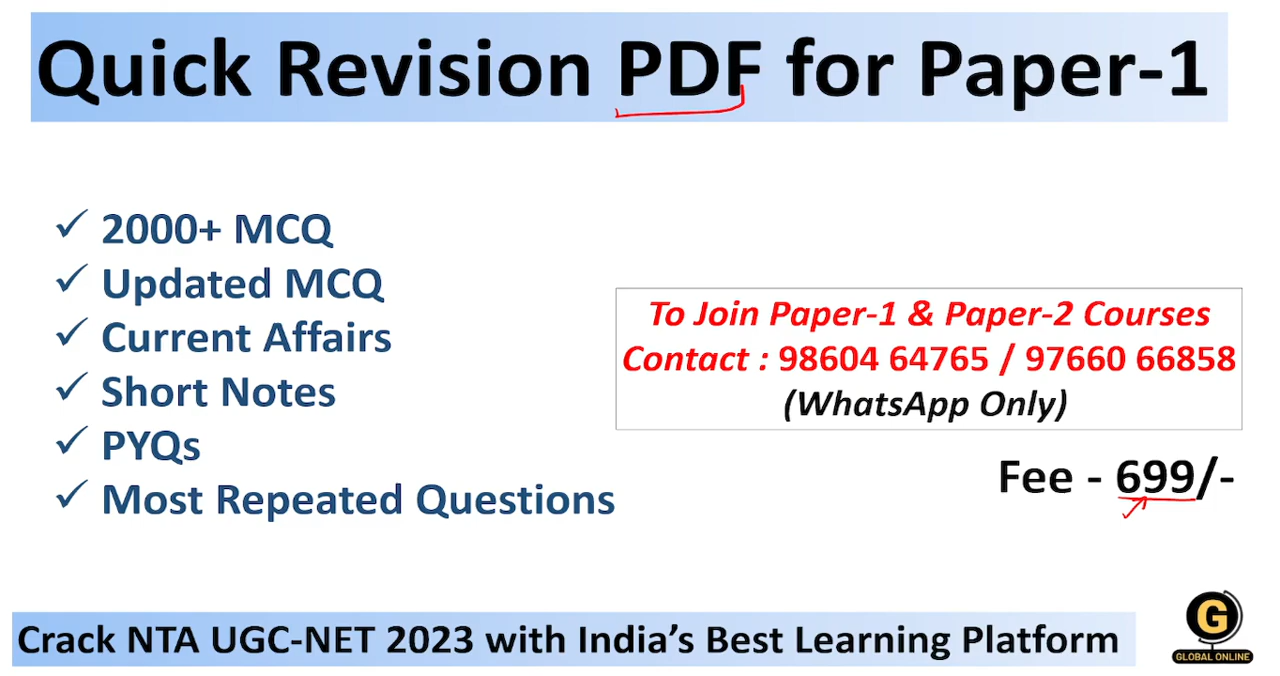 Quick Revision PDF for Paper-1
✓ 2000+ MCQ
✓ Updated MCQ
✓ Current Affairs
✓ Short Notes
✓ PYQs
✓ Most Repeated Questions
To Join Paper-1 & Paper-2 Courses
Contact : 98604 64765 / 97660 66858
(WhatsApp Only)
Fee - 699/-
Crack NTA UGC-NET 2023 with India’s Best Learning Platform
G
GLOBAL ONLINE